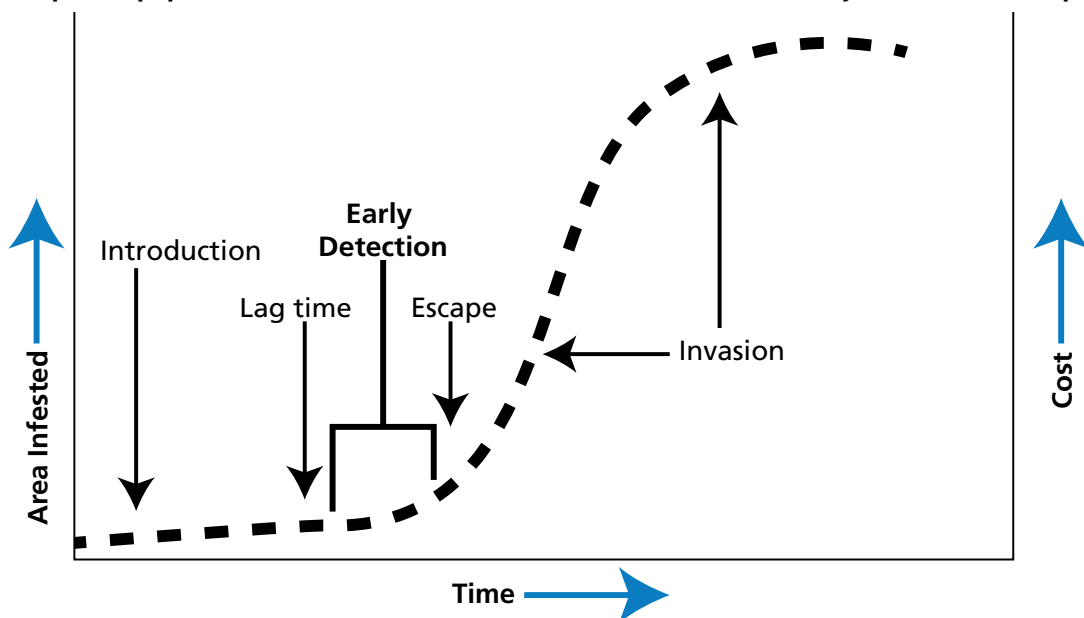 Early
Detection
Introduction
Lag time
Escape
Invasion
Area Infested
Cost
Time